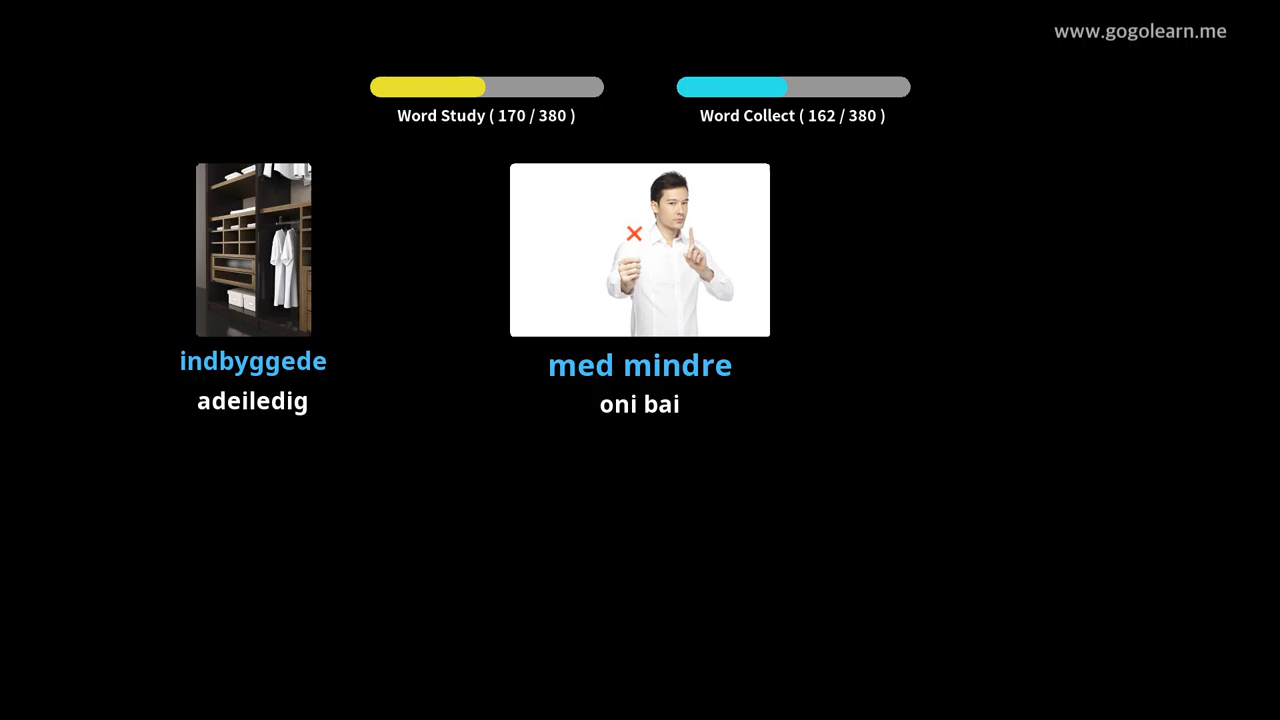 www.gogolearn.me
Word Study ( 170 / 380 )
Word Collect ( 162 / 380 )
indbyggede
adeiledig
med mindre
oni bai